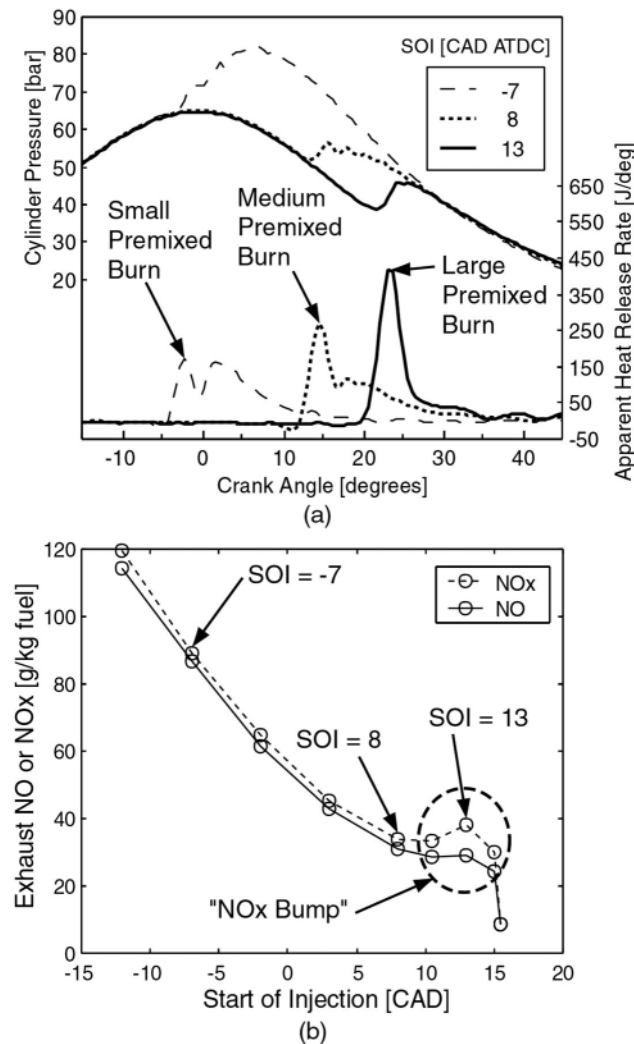 90
80
70
60
50
40
30
20
Cylinder Pressure [bar]
SOI [CAD ATDC]
-7
8
13
Small
Premixed
Burn
Medium
Premixed
Burn
Large
Premixed
Burn
650
550
450
350
250
150
50
-50
Apparent Heat Release Rate [J/deg]
-10 0 10 20 30 40
Crank Angle [degrees]
(a)
120
100
80
60
40
20
0
Exhaust NO or NOx [g/kg fuel]
SOI = -7
NOx
NO
SOI = 13
SOI = 8
"NOx Bump"
-15 -10 -5 0 5 10 15 20
Start of Injection [CAD]
(b)